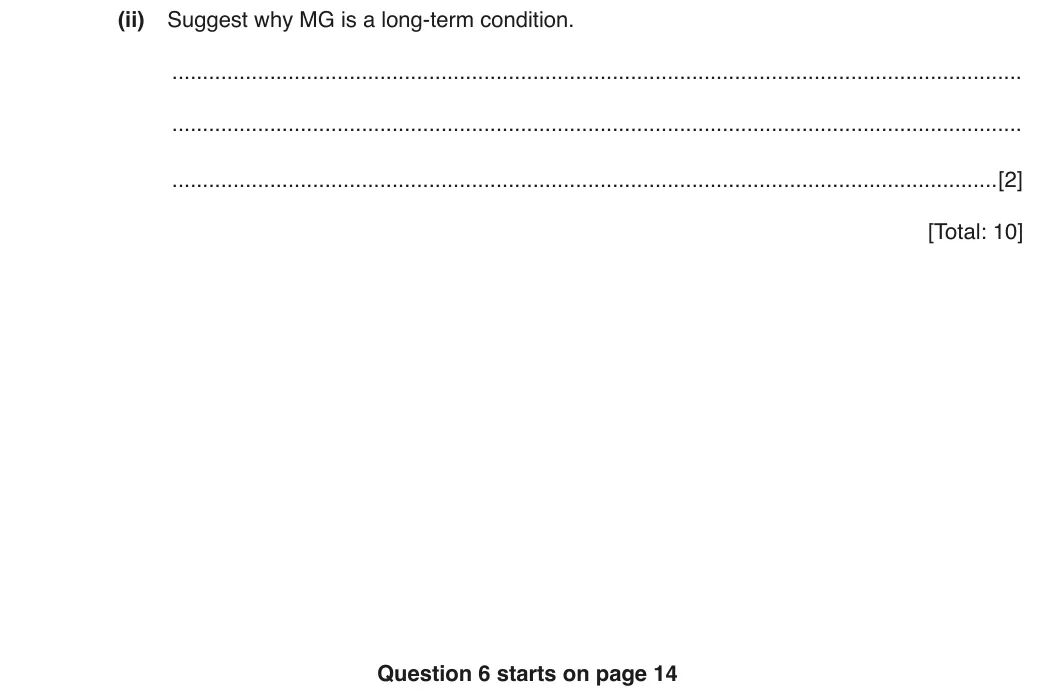 (ii) Suggest why MG is a long-term condition.
..........................................................................................................................................
..........................................................................................................................................
......................................................................................................................................[2]
[Total: 10]
Question 6 starts on page 14